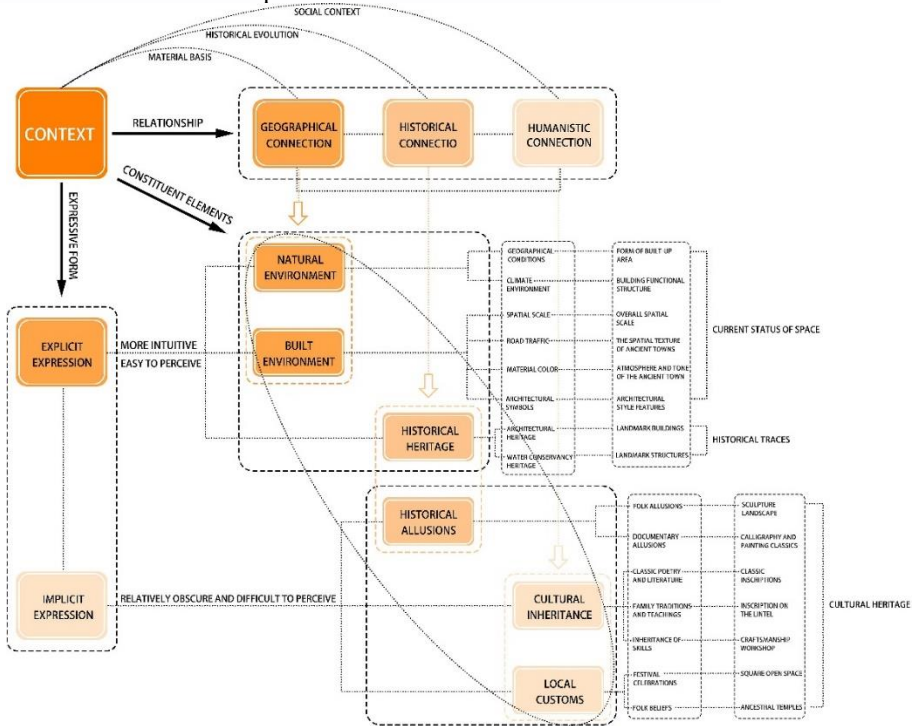 SOCIAL CONTEXT
HISTORICAL EVOLUTION
MATERIAL BASIS
CONTEXT
RELATIONSHIP
GEOGRAPHICAL
CONNECTION
HISTORICAL
CONNECTIO
HUMANISTIC
CONNECTION
CONSTITUENT ELEMENTS
EXPRESSIVE FORM
NATURAL
ENVIRONMENT
GEOGRAPHICAL
CONDITIONS
FORM OF BUILT UP
AREA
CLIMATE
ENVIRONMENT
BUILDING FUNCTIONAL
STRUCTURE
EXPLICIT
EXPRESSION
MORE INTUITIVE
EASY TO PERCEIVE
BUILT
ENVIRONMENT
SPATIAL SCALE
OVERALL SPATIAL
SCALE
CURRENT STATUS OF SPACE
ROAD TRAFFIC
THE SPATIAL TEXTURE
OF ANCIENT TOWNS
MATERIAL COLOR
ATMOSPHERE AND TONE
OF THE ANCIENT TOWN
ARCHITECTURAL
SYMBOLS
ARCHITECTURAL
STYLE FEATURES
HISTORICAL
HERITAGE
ARCHITECTURAL
HERITAGE
LANDMARK BUILDINGS
HISTORICAL TRACES
WATER CONSERVANCY
HERITAGE
LANDMARK STRUCTURES
HISTORICAL
ALLUSIONS
FOLK ALLUSIONS
SCULPTURE
LANDSCAPE
DOCUMENTARY
ALLUSIONS
CALLIGRAPHY AND
PAINTING CLASSICS
IMPLICIT
EXPRESSION
RELATIVELY OBSCURE AND DIFFICULT TO PERCEIVE
CULTURAL
INHERITANCE
CLASSIC POETRY
AND LITERATURE
CLASSIC
INSCRIPTIONS
CULTURAL HERITAGE
FAMILY TRADITIONS
AND TEACHINGS
INSCRIPTION ON
THE LINTEL
INHERITANCE OF
SKILLS
CRAFTSMANSHIP
WORKSHOP
LOCAL
CUSTOMS
FESTIVAL
CELEBRATIONS
SQUARE OPEN SPACE
FOLK BELIEFS
ANCESTRAL TEMPLES